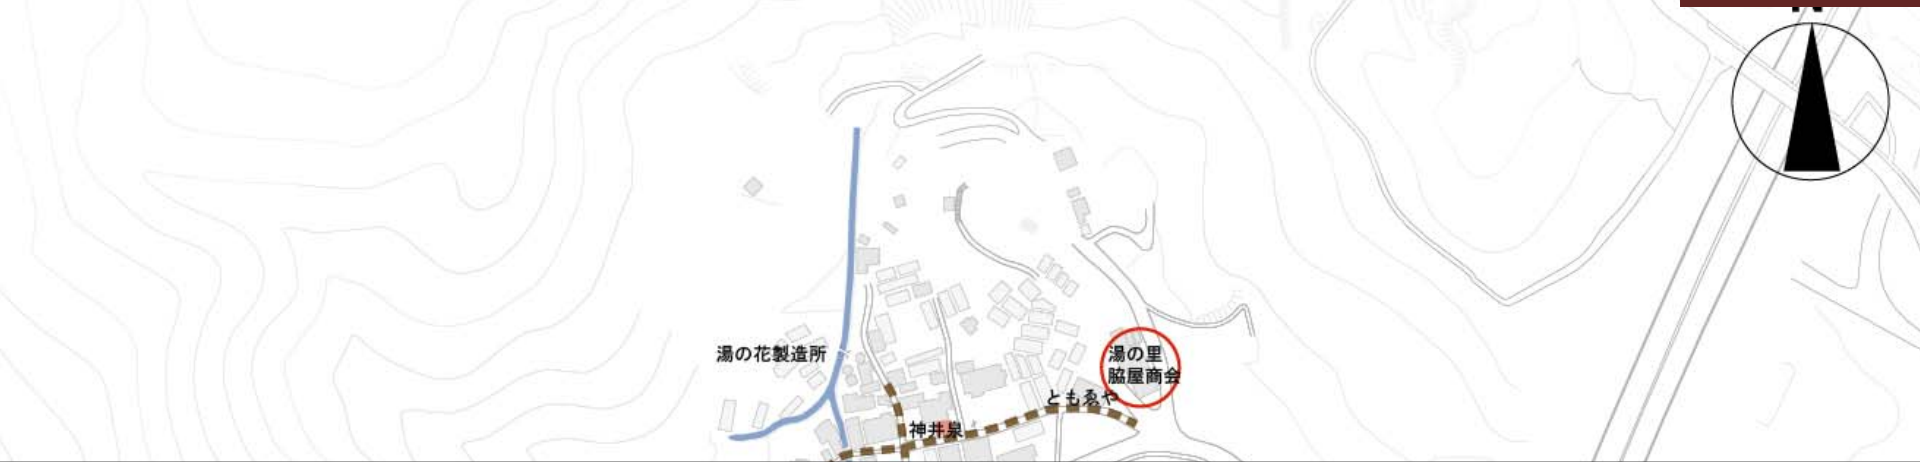 N
湯の花製造所
湯の里
脇屋商会
ともゑや
神井泉